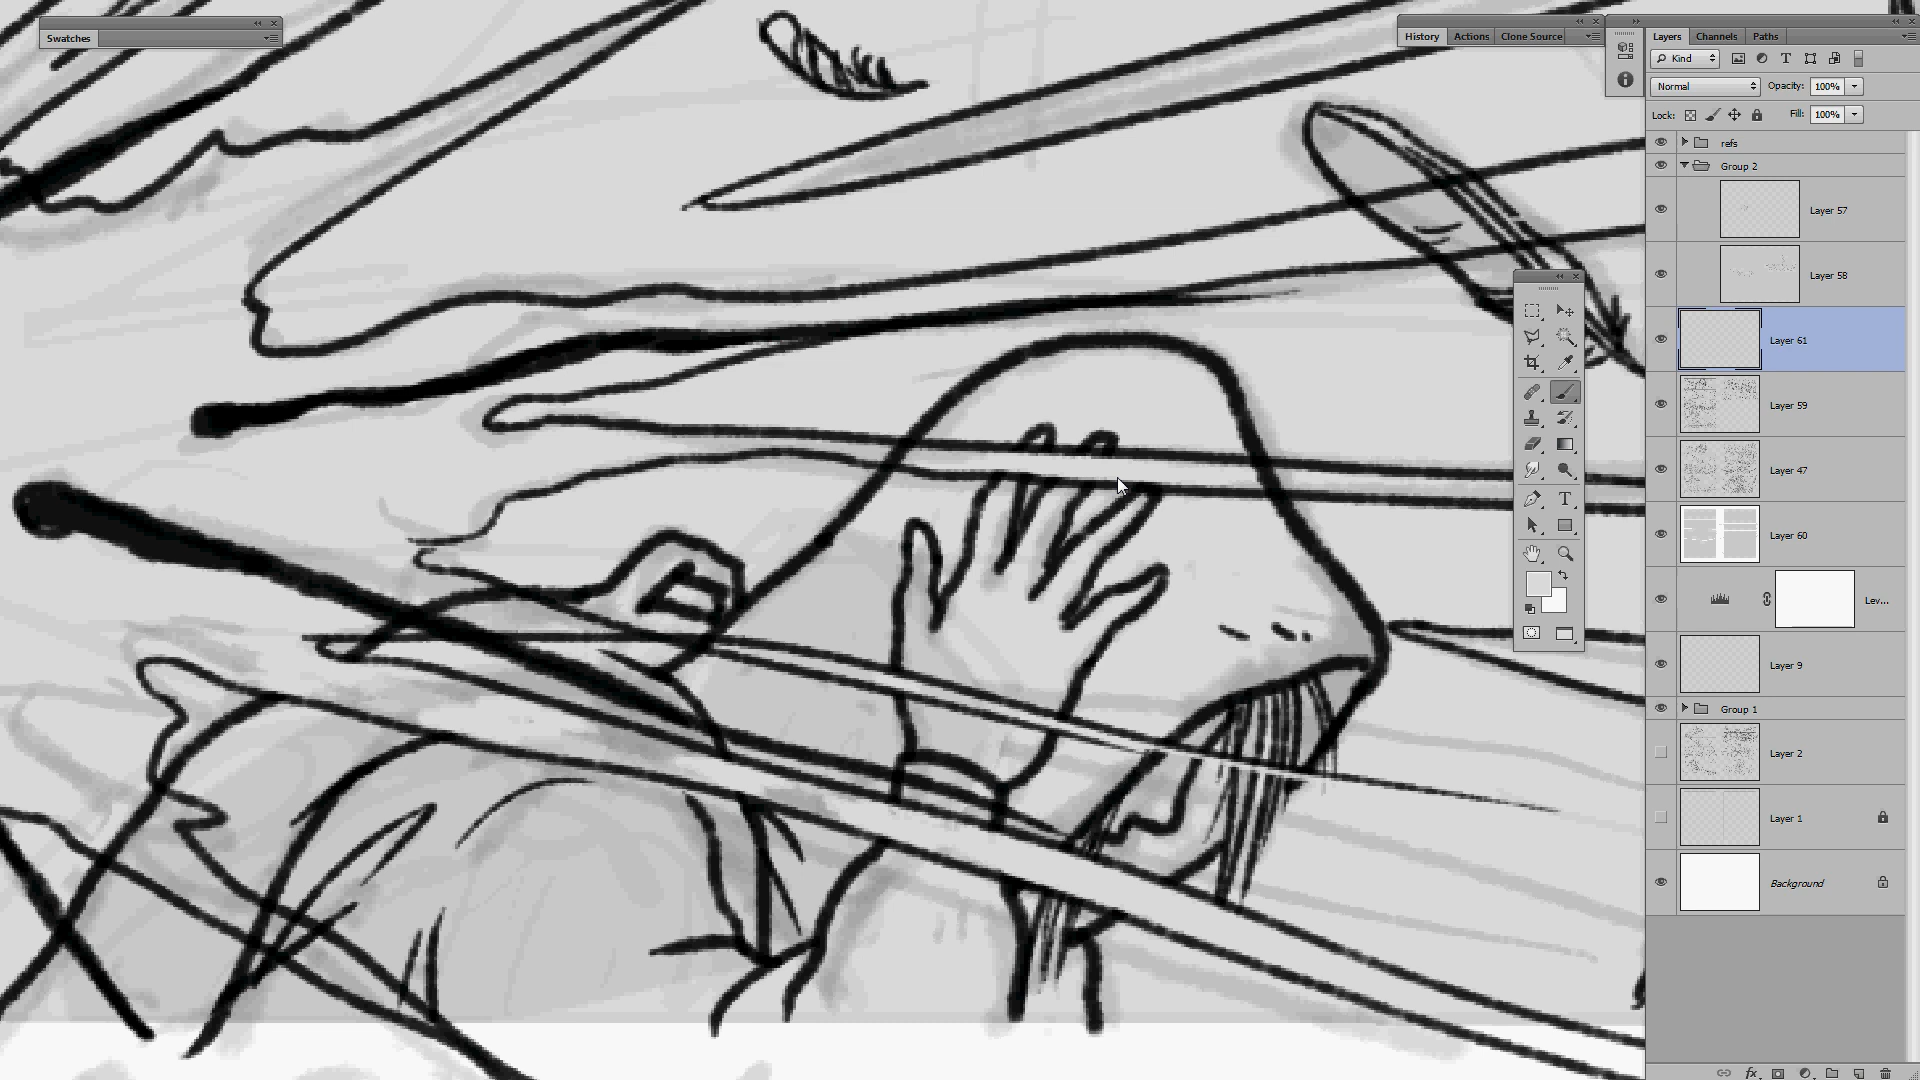 Swatches
History Actions Clone Source
Layers Channels Paths
Kind
Normal Opacity: 100%
Lock: Fill: 100%
refs
Group 2
Layer 57
Layer 58
Layer 61
Layer 59
Layer 47
Layer 60
Lev...
Layer 9
Group 1
Layer 2
Layer 1
Background
fx